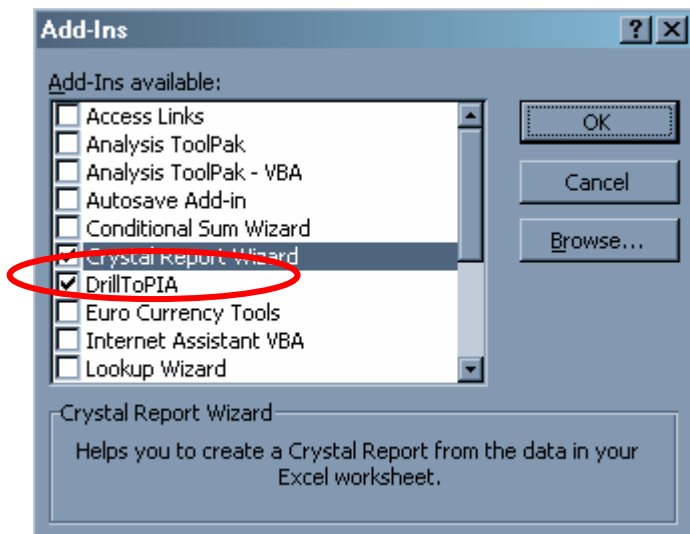 Add-Ins
Add-Ins available:
Access Links
Analysis ToolPak
Analysis ToolPak - VBA
Autosave Add-in
Conditional Sum Wizard
Crystal Report Wizard
DrillToPIA
Euro Currency Tools
Internet Assistant VBA
Lookup Wizard
OK
Cancel
Browse...
Crystal Report Wizard
Helps you to create a Crystal Report from the data in your
Excel worksheet.